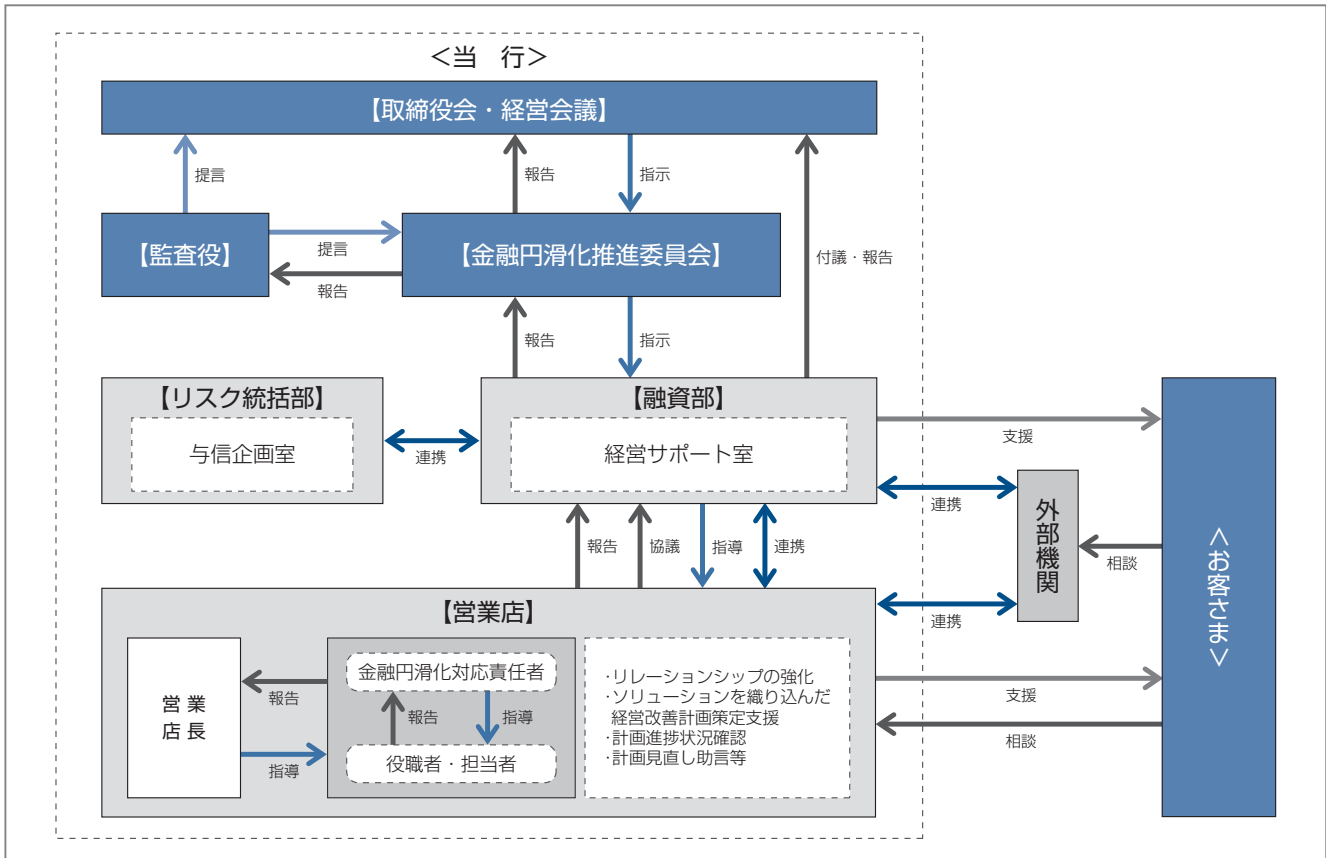 ＜当　行＞
【取締役会・経営会議】
提言
報告
指示
付議・報告
【監査役】
提言
報告
【金融円滑化推進委員会】
報告
指示
【リスク統括部】
与信企画室
連携
【融資部】
経営サポート室
支援
連携
外部機関
相談
連携
＜お客さま＞
報告
協議
指導
連携
【営業店】
営業
店長
報告
指導
金融円滑化対応責任者
報告
指導
役職者・担当者
・リレーションシップの強化
・ソリューションを織り込んだ
経営改善計画策定支援
・計画進捗状況確認
・計画見直し助言等
支援
相談